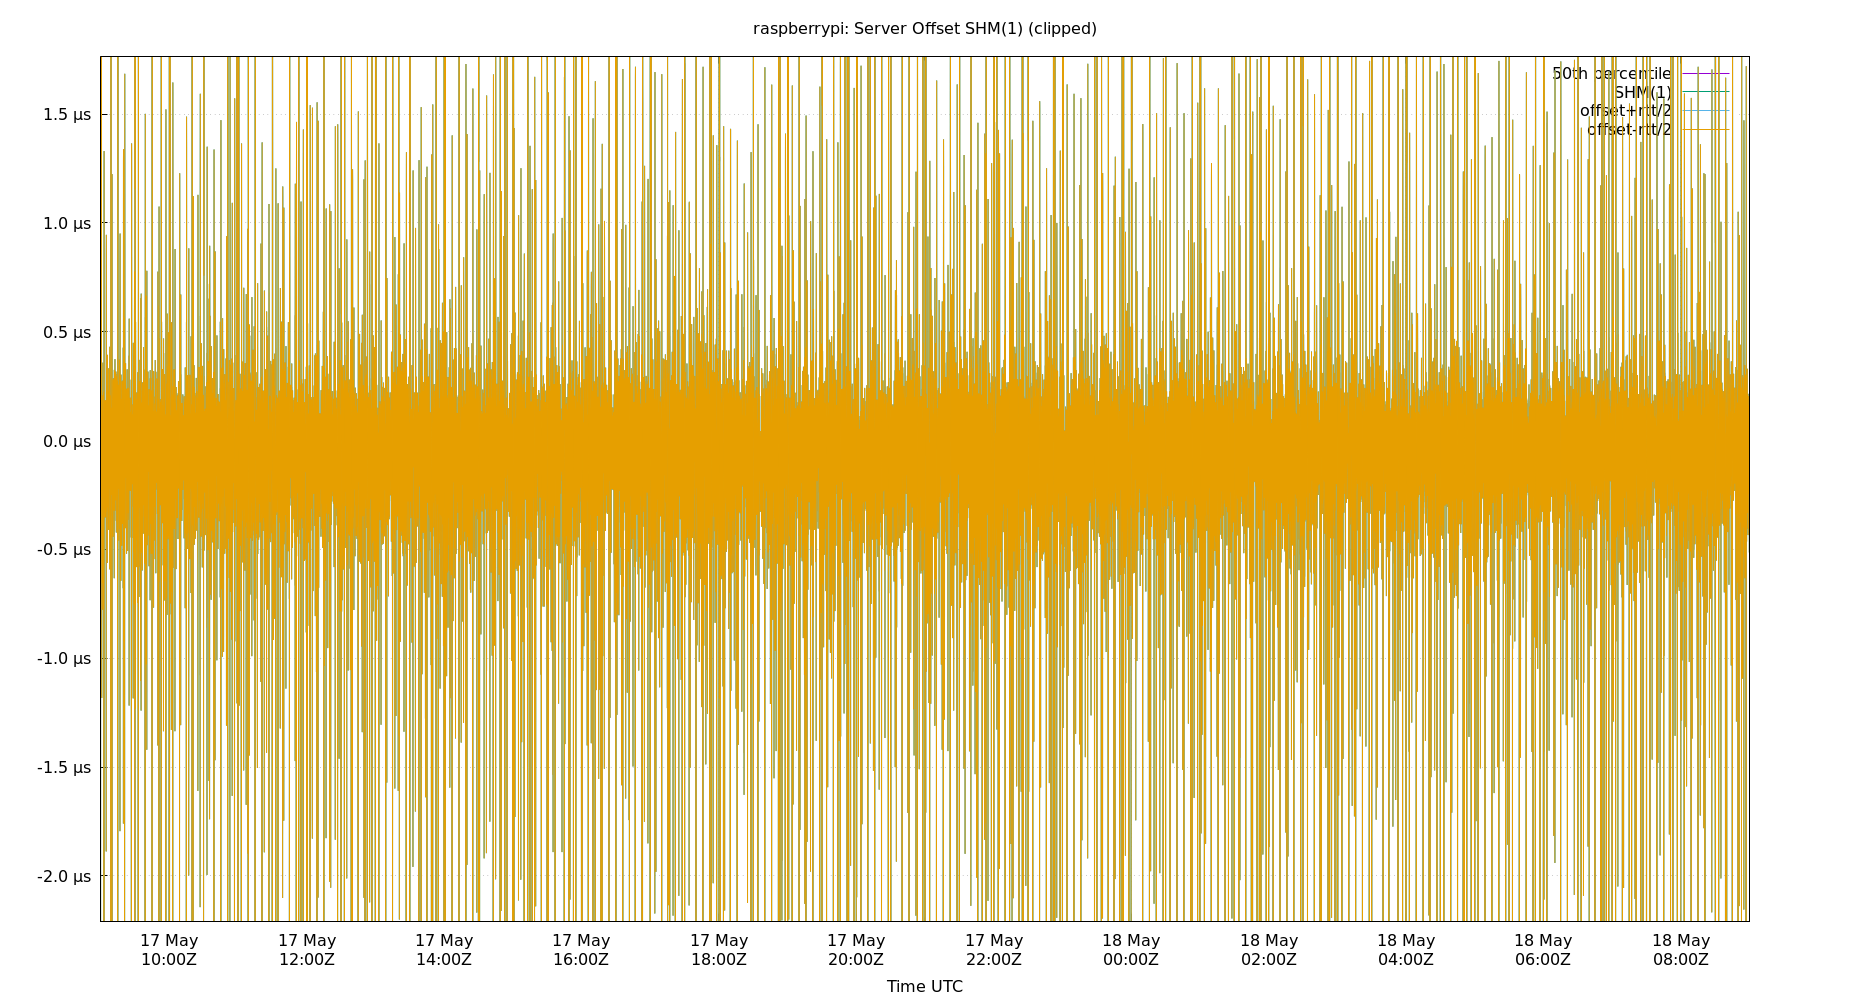 raspberrypi: Server Offset SHM(1) (clipped)
50th percentile
SHM(1)
offset+rtt/2
offset-rtt/2
1.5 µs
1.0 µs
0.5 µs
0.0 µs
-0.5 µs
-1.0 µs
-1.5 µs
-2.0 µs
17 May 17 May 17 May 17 May 17 May 17 May 17 May 18 May 18 May 18 May 18 May 18 May
10:00Z 12:00Z 14:00Z 16:00Z 18:00Z 20:00Z 22:00Z 00:00Z 02:00Z 04:00Z 06:00Z 08:00Z
Time UTC